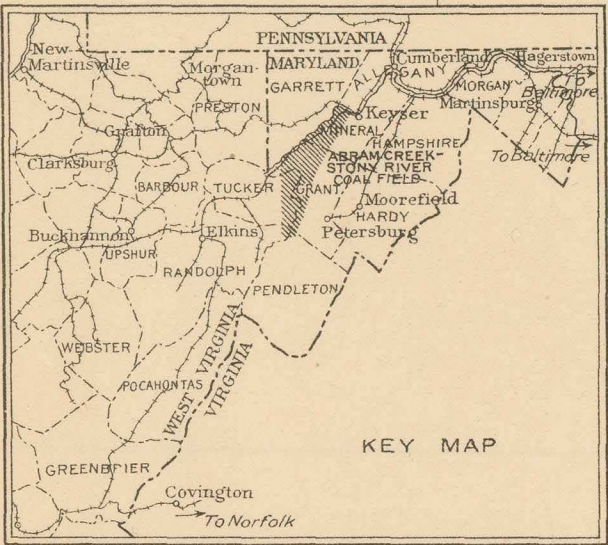 PENNSYLVANIA
New
Martinsville
Morgan-
town
MARYLAND
GARRETT
ALLEGANY
Cumberland
Hagerstown
To
Baltimore
MORGAN
Martinsburg
PRESTON
Keyser
MINERAL
HAMPSHIRE
To Baltimore
Grafton
Clarksburg
ABRAM CREEK-
STONY RIVER
COAL FIELD
BARBOUR
TUCKER
GRANT
Moorefield
HARDY
Petersburg
Buckhannon
Elkins
UPSHUR
RANDOLPH
PENDLETON
WEBSTER
POCAHONTAS
WEST VIRGINIA
VIRGINIA
KEY MAP
GREENBRIER
Covington
To Norfolk